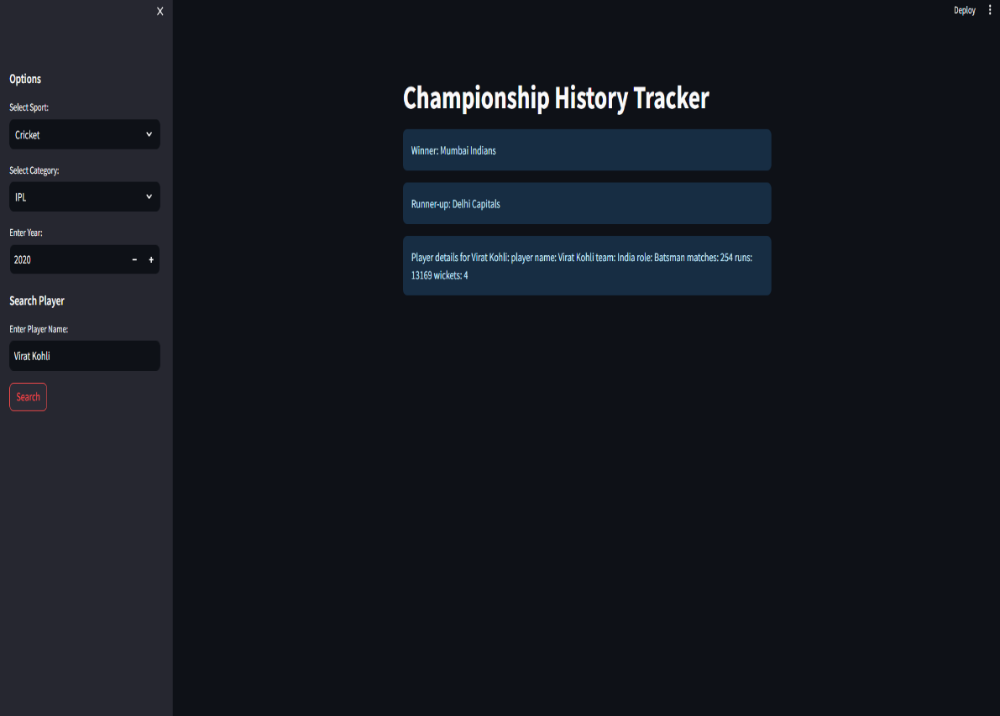 Deploy
Options
Select Sport:
Cricket
Select Category:
IPL
Enter Year:
2020
Search Player
Enter Player Name:
Virat Kohli
Search
Championship History Tracker
Winner: Mumbai Indians
Runner-up: Delhi Capitals
Player details for Virat Kohli: player name: Virat Kohli team: India role: Batsman matches: 254 runs:
13169 wickets: 4